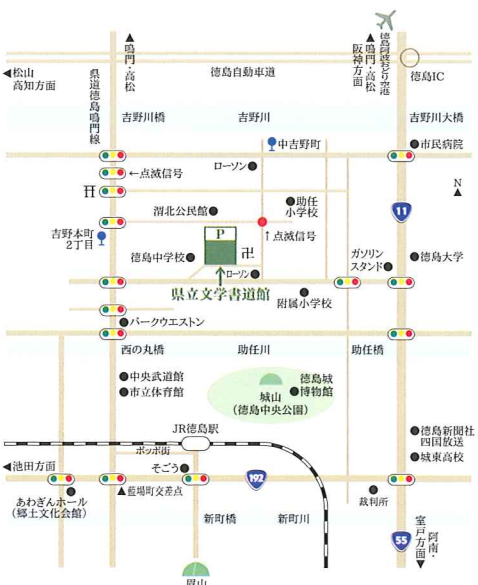 徳島阿波おどり空港
▲鳴門・高松
▲鳴門・高松
阪神方面
◀松山
高知方面
徳島自動車道
徳島IC
県道徳島鳴門線
吉野川橋
吉野川
吉野川大橋
中吉野町
市民病院
ローソン
←点滅信号
N
▲
渭北公民館
助任
小学校
11
吉野本町
2丁目
P
↑点滅信号
徳島中学校
卍
ガソリン
スタンド
徳島大学
ローソン
県立文学書道館
附属小学校
パークウエストン
西の丸橋
助任川
助任橋
中央武道館
市立体育館
徳島城
博物館
城山
(徳島中央公園)
JR徳島駅
徳島新聞社
四国放送
ポッポ街
城東高校
◀池田方面
そごう
192
あわぎんホール
(郷土文化会館)
▲藍場町交差点
裁判所
新町橋
新町川
55
阿南・
室戸方面▼
眉山